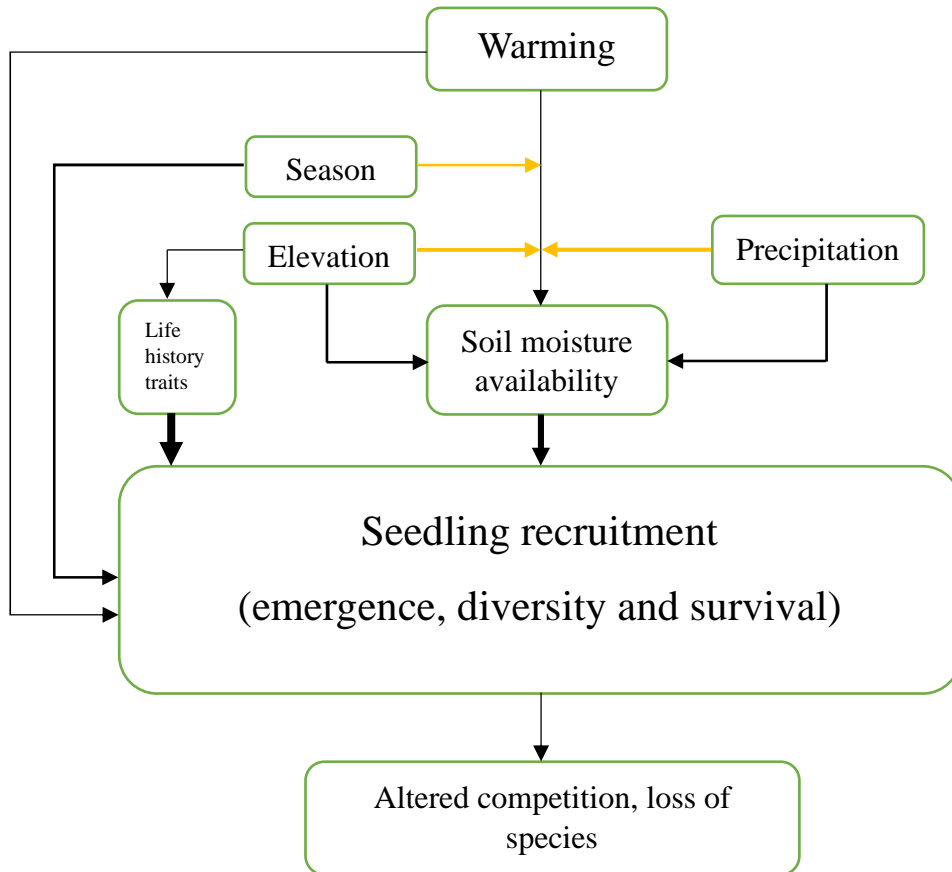 Warming
Season
Elevation
Precipitation
Life
history
traits
Soil moisture
availability
Seedling recruitment
(emergence, diversity and survival)
Altered competition, loss of
species